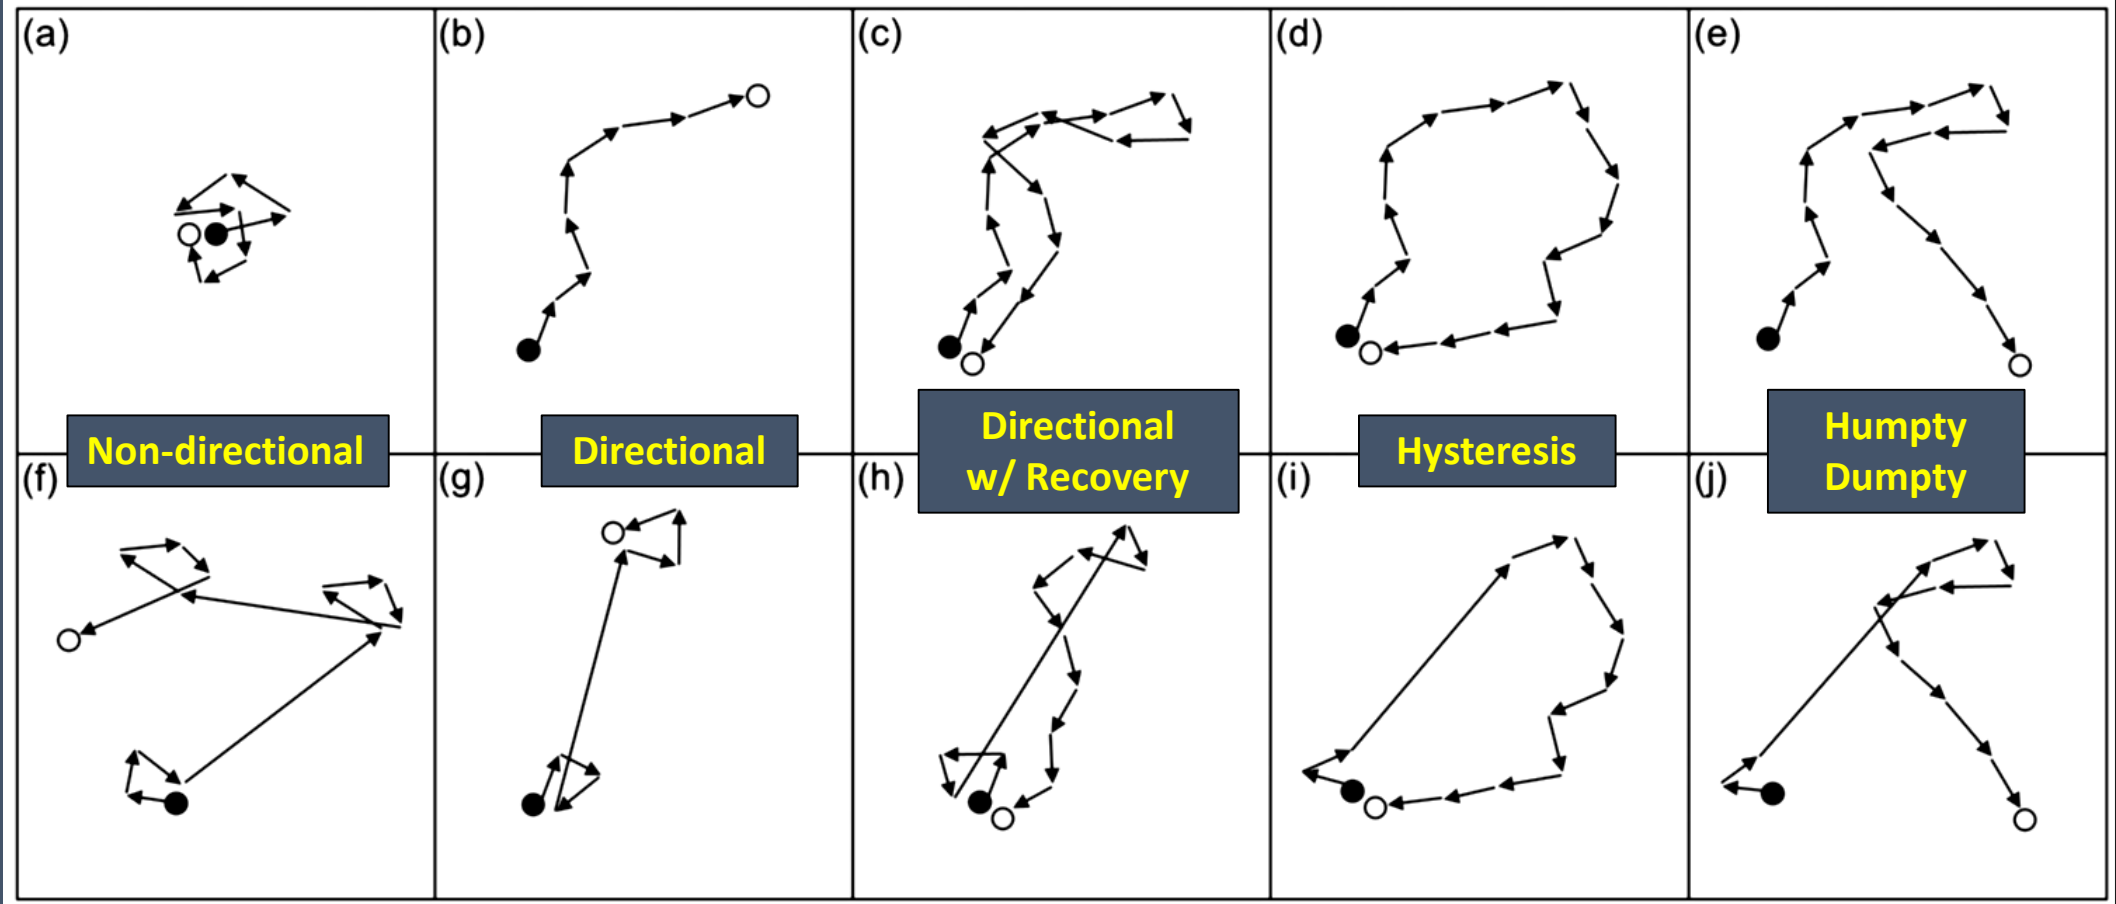 (a)
(b)
(c)
(d)
(e)
Non-directional
Directional
Directional
w/ Recovery
Hysteresis
Humpty
Dumpty
(f)
(g)
(h)
(i)
(j)